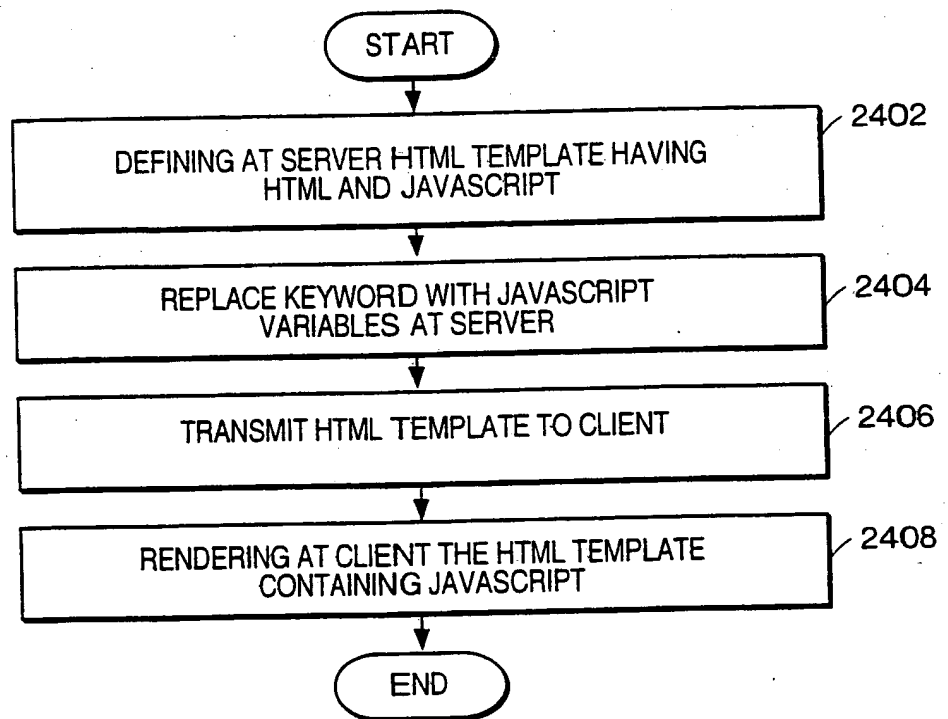 START
DEFINING AT SERVER HTML TEMPLATE HAVING
HTML AND JAVASCRIPT
2402
REPLACE KEYWORD WITH JAVASCRIPT
VARIABLES AT SERVER
2404
TRANSMIT HTML TEMPLATE TO CLIENT
2406
RENDERING AT CLIENT THE HTML TEMPLATE
CONTAINING JAVASCRIPT
2408
END